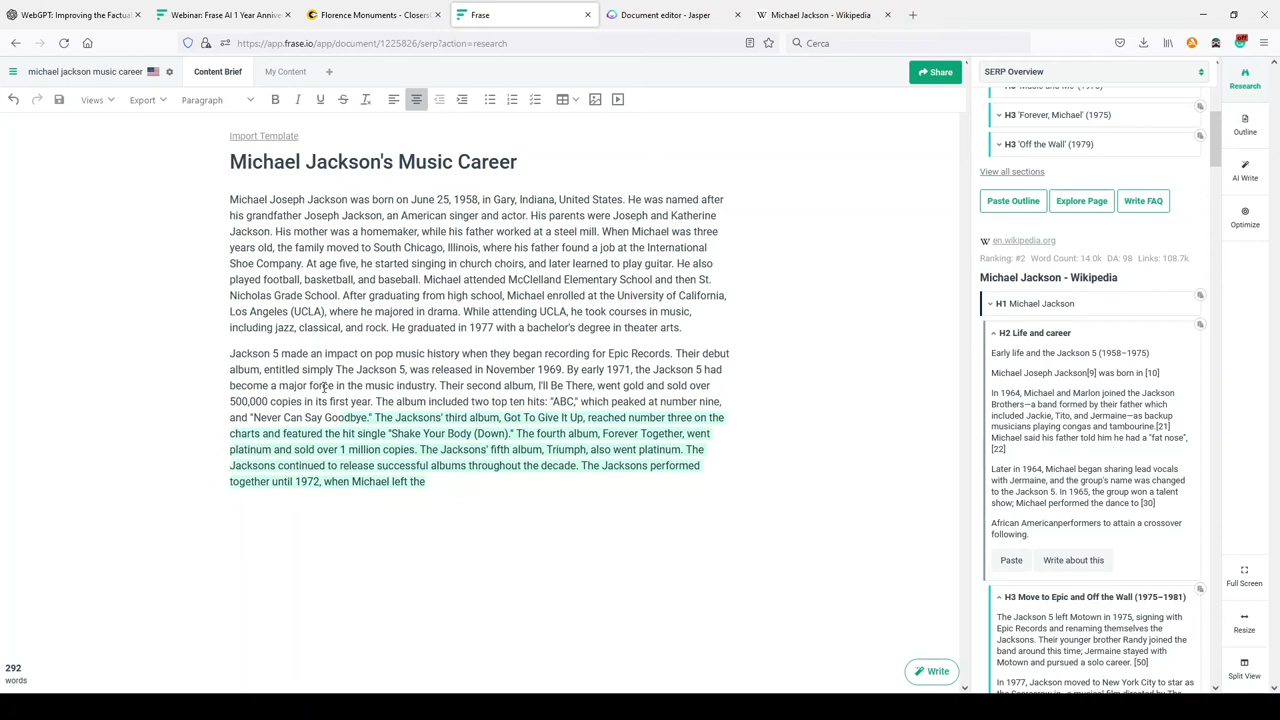 WebGPT: Improving the Factual
Webinar: Frase AI 1 Year Annive
Florence Monuments - Closers
Frase
Document editor - Jasper
Michael Jackson - Wikipedia
https://app.frase.io/app/document/1225826/serp?action=research
Cerca
off
michael jackson music career
Content Brief
My Content
Share
SERP Overview
Research
Views
Export
Paragraph
H3 'Forever, Michael' (1975)
H3 'Off the Wall' (1979)
Outline
View all sections
AI Write
Paste Outline
Explore Page
Write FAQ
Optimize
Import Template
Michael Jackson's Music Career
Michael Joseph Jackson was born on June 25, 1958, in Gary, Indiana, United States. He was named after
his grandfather Joseph Jackson, an American singer and actor. His parents were Joseph and Katherine
Jackson. His mother was a homemaker, while his father worked at a steel mill. When Michael was three
years old, the family moved to South Chicago, Illinois, where his father found a job at the International
Shoe Company. At age five, he started singing in church choirs, and later learned to play guitar. He also
played football, basketball, and baseball. Michael attended McClelland Elementary School and then St.
Nicholas Grade School. After graduating from high school, Michael enrolled at the University of California,
Los Angeles (UCLA), where he majored in drama. While attending UCLA, he took courses in music,
including jazz, classical, and rock. He graduated in 1977 with a bachelor's degree in theater arts.
Jackson 5 made an impact on pop music history when they began recording for Epic Records. Their debut
album, entitled simply The Jackson 5, was released in November 1969. By early 1971, the Jackson 5 had
become a major force in the music industry. Their second album, I'll Be There, went gold and sold over
500,000 copies in its first year. The album included two top ten hits: "ABC," which peaked at number nine,
and "Never Can Say Goodbye." The Jacksons' third album, Got To Give It Up, reached number three on the
charts and featured the hit single "Shake Your Body (Down)." The fourth album, Forever Together, went
platinum and sold over 1 million copies. The Jacksons' fifth album, Triumph, also went platinum. The
Jacksons continued to release successful albums throughout the decade. The Jacksons performed
together until 1972, when Michael left the
en.wikipedia.org
Ranking: #2 Word Count: 14.0k DA: 98 Links: 108.7k
Michael Jackson - Wikipedia
H1 Michael Jackson
H2 Life and career
Early life and the Jackson 5 (1958–1975)
Michael Joseph Jackson[9] was born in [10]
In 1964, Michael and Marlon joined the Jackson
Brothers—a band formed by their father which
included Jackie, Tito, and Jermaine—as backup
musicians playing congas and tambourine.[21]
Michael said his father told him he had a "fat nose",
[22]
Later in 1964, Michael began sharing lead vocals
with Jermaine, and the group's name was changed
to the Jackson 5. In 1965, the group won a talent
show; Michael performed the dance to [30]
African Americanperformers to attain a crossover
following.
Paste
Write about this
H3 Move to Epic and Off the Wall (1975–1981)
The Jackson 5 left Motown in 1975, signing with
Epic Records and renaming themselves the
Jacksons. Their younger brother Randy joined the
band around this time; Jermaine stayed with
Motown and pursued a solo career. [50]
In 1977, Jackson moved to New York City to star as
Full Screen
Resize
Split View
292
words
Write